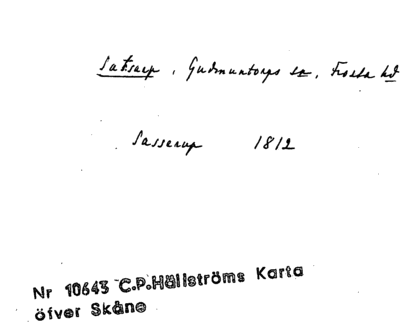 Satserup, Gudmuntorps sn, Frosta hd
Sasserup 1812
Nr 10643 C.P.Hällströms Karta
öfver Skåne